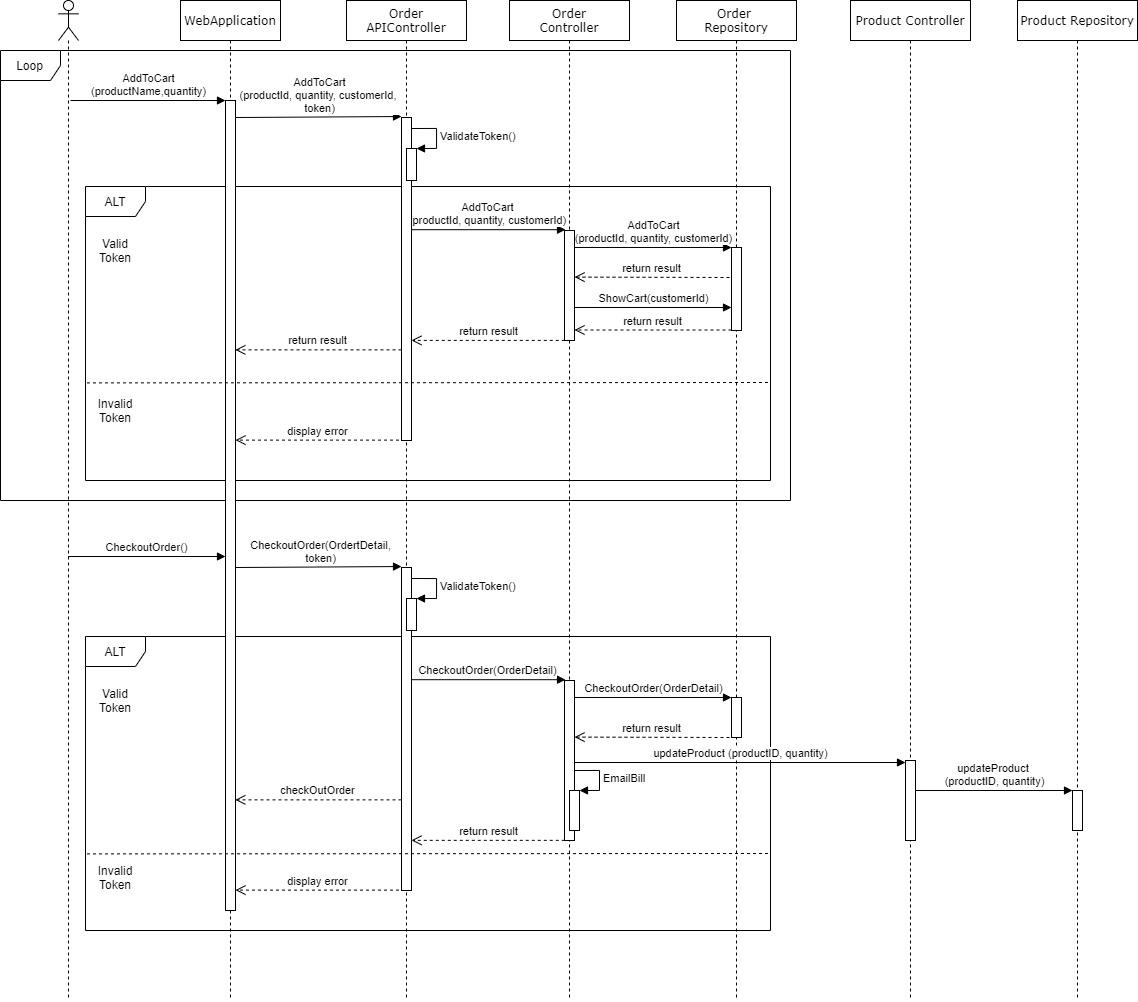 WebApplication
Order
APIController
Order
Controller
Order
Repository
Product Controller
Product Repository
Loop
AddToCart
(productName,quantity)
AddToCart
(productId, quantity, customerId,
token)
ValidateToken()
ALT
Valid
Token
AddToCart
productId, quantity, customerId)
AddToCart
(productId, quantity, customerId)
return result
ShowCart(customerId)
return result
return result
return result
Invalid
Token
display error
CheckoutOrder()
CheckoutOrder(OrdertDetail,
token)
ValidateToken()
ALT
Valid
Token
CheckoutOrder(OrderDetail)
CheckoutOrder(OrderDetail)
return result
updateProduct (productID, quantity)
updateProduct
(productID, quantity)
EmailBill
checkOutOrder
return result
Invalid
Token
display error